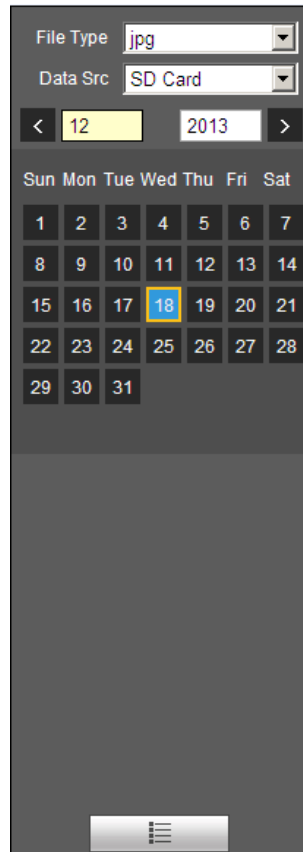 File Type jpg
Data Src SD Card
< 12 2013 >
Sun Mon Tue Wed Thu Fri Sat
1 2 3 4 5 6 7
8 9 10 11 12 13 14
15 16 17 18 19 20 21
22 23 24 25 26 27 28
29 30 31